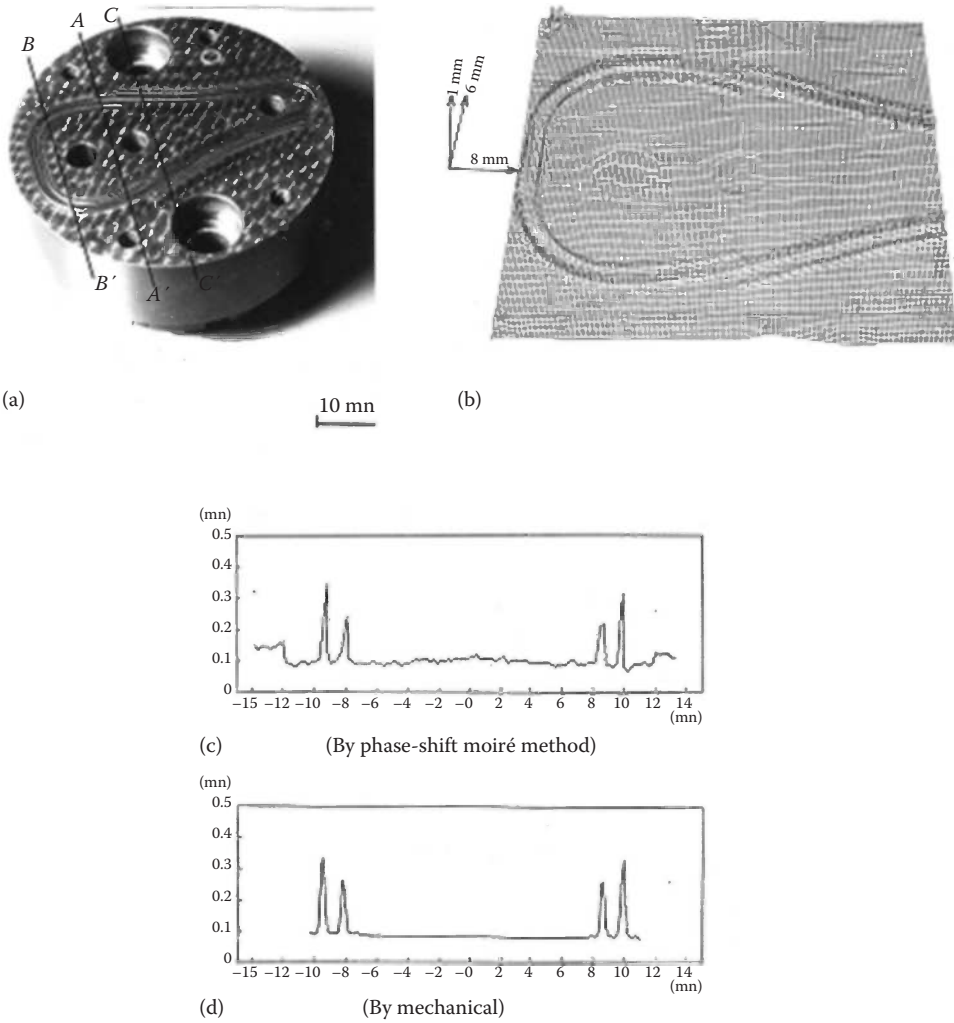 A C
B
B´ A´ C´
1 mm
6 mm
8 mm
(a) (b)
10 mn
(mn)
0.5
0.4
0.3
0.2
0.1
0
−15 −12 −10 −8 −6 −4 −2 −0 2 4 6 8 10 12 14
(mn)
(c) (By phase-shift moiré method)
(mn)
0.5
0.4
0.3
0.2
0.1
0
−15 −12 −10 −8 −6 −4 −2 −0 2 4 6 8 10 12 14
(mn)
(d) (By mechanical)